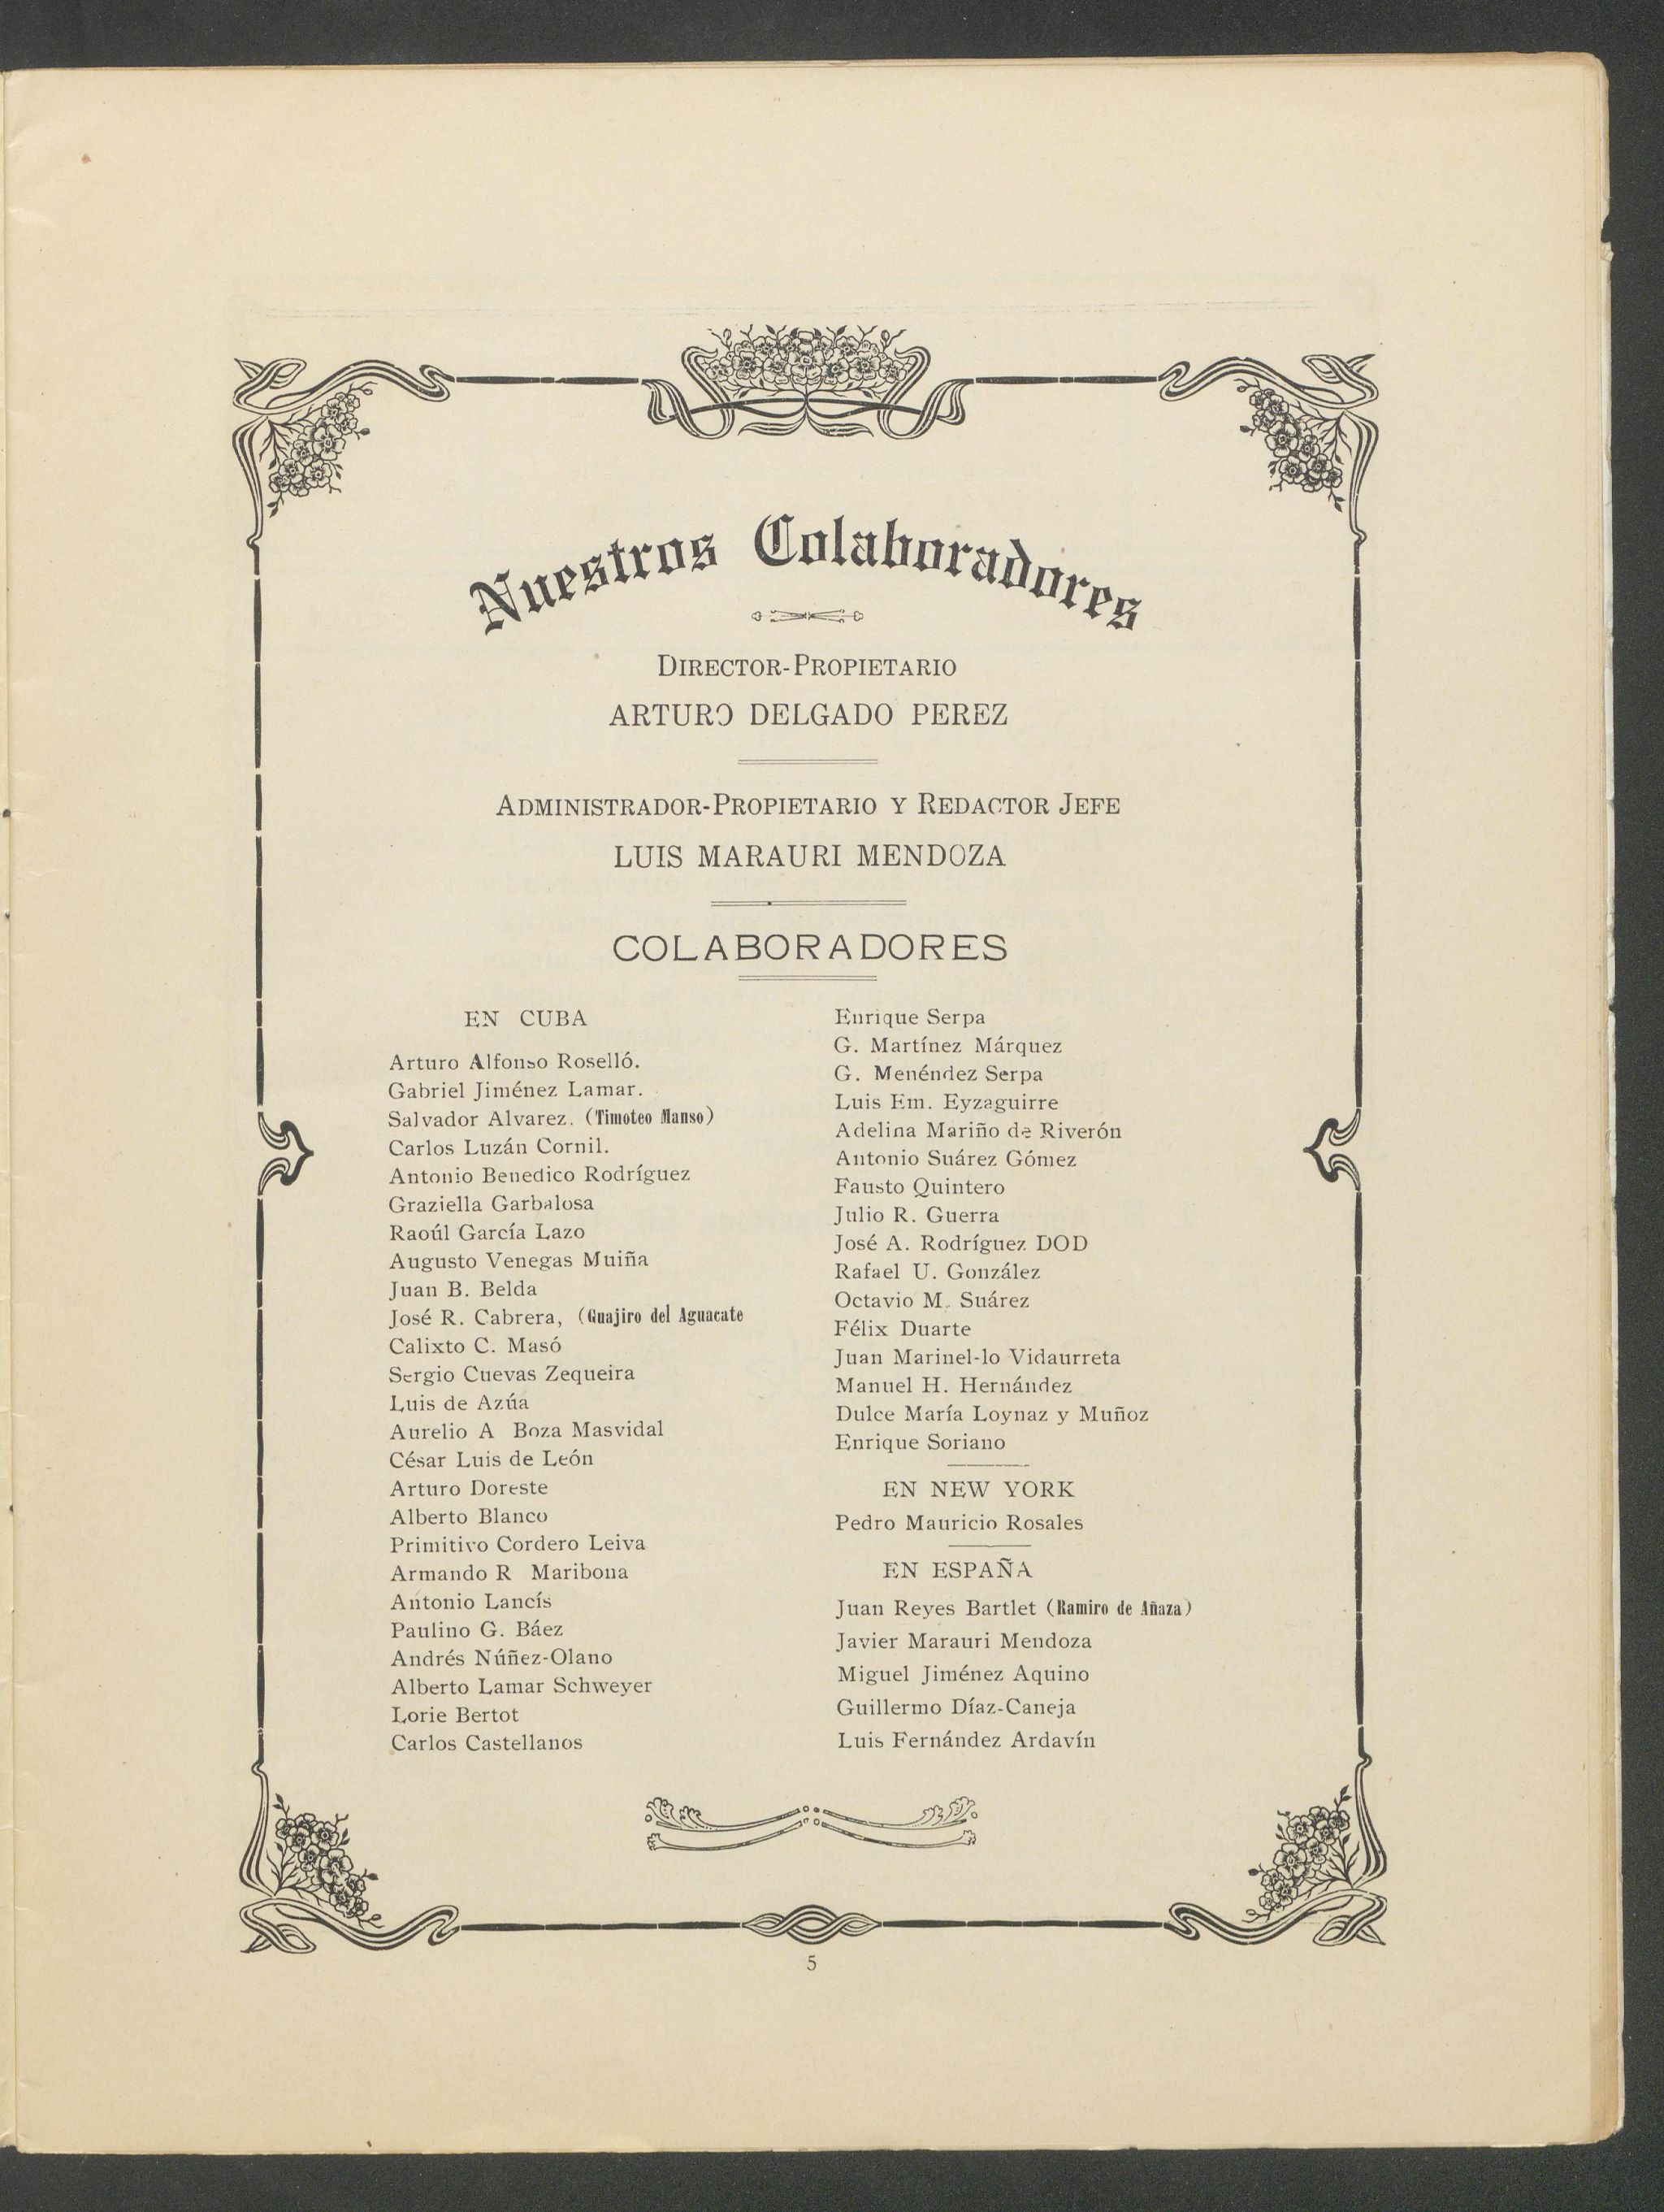 Nuestros Colaboradores
DIRECTOR-PROPIETARIO
ARTURO DELGADO PEREZ
ADMINISTRADOR-PROPIETARIO Y REDACTOR JEFE
LUIS MARAURI MENDOZA
COLABORADORES
EN CUBA
Arturo Alfonso Roselló.
Gabriel Jiménez Lamar.
Salvador Alvarez. (Timoteo Manso)
Carlos Luzán Cornil.
Antonio Benedico Rodríguez
Graziella Garbalosa
Raoúl García Lazo
Augusto Venegas Muiña
Juan B. Belda
José R. Cabrera, (Guajiro del Aguacate
Calixto C. Masó
Sergio Cuevas Zequeira
Luis de Azúa
Aurelio A Boza Masvidal
César Luis de León
Arturo Doreste
Alberto Blanco
Primitivo Cordero Leiva
Armando R Maribona
Antonio Lancís
Paulino G. Báez
Andrés Núñez-Olano
Alberto Lamar Schweyer
Lorie Bertot
Carlos Castellanos
Enrique Serpa
G. Martínez Márquez
G. Menéndez Serpa
Luis Em. Eyzaguirre
Adelina Mariño de Riverón
Antonio Suárez Gómez
Fausto Quintero
Julio R. Guerra
José A. Rodríguez DOD
Rafael U. González
Octavio M. Suárez
Félix Duarte
Juan Marinel-lo Vidaurreta
Manuel H. Hernández
Dulce María Loynaz y Muñoz
Enrique Soriano
EN NEW YORK
Pedro Mauricio Rosales
EN ESPAÑA
Juan Reyes Bartlet (Ramiro de Añaza)
Javier Marauri Mendoza
Miguel Jiménez Aquino
Guillermo Díaz-Caneja
Luis Fernández Ardavín
5